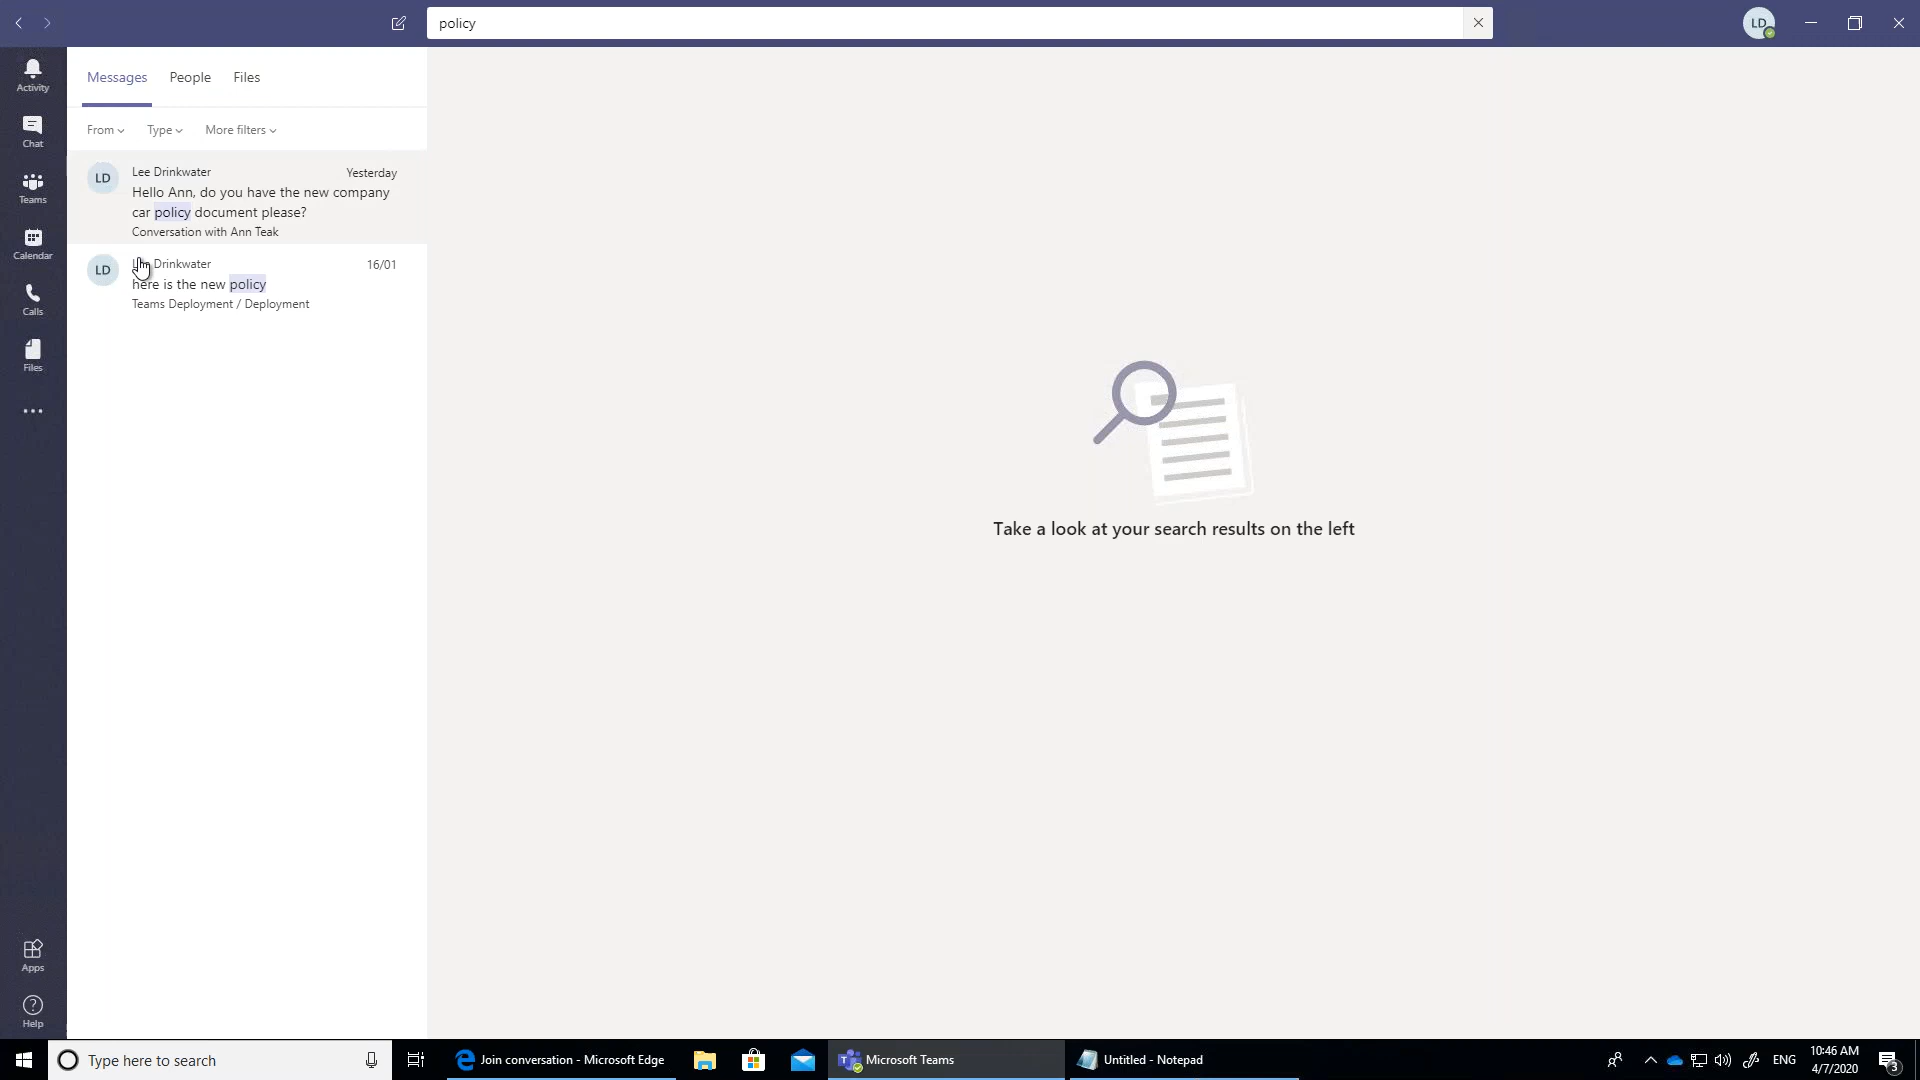 policy
LD
Activity
Chat
Teams
Calendar
Calls
Files
Apps
Help
Messages People Files
From Type More filters
LD
Lee Drinkwater Yesterday
Hello Ann, do you have the new company
car policy document please?
Conversation with Ann Teak
LD
Drinkwater 16/01
here is the new policy
Teams Deployment / Deployment
Take a look at your search results on the left
Type here to search
Join conversation - Microsoft Edge
Microsoft Teams
Untitled - Notepad
ENG
10:46 AM
4/7/2020
3